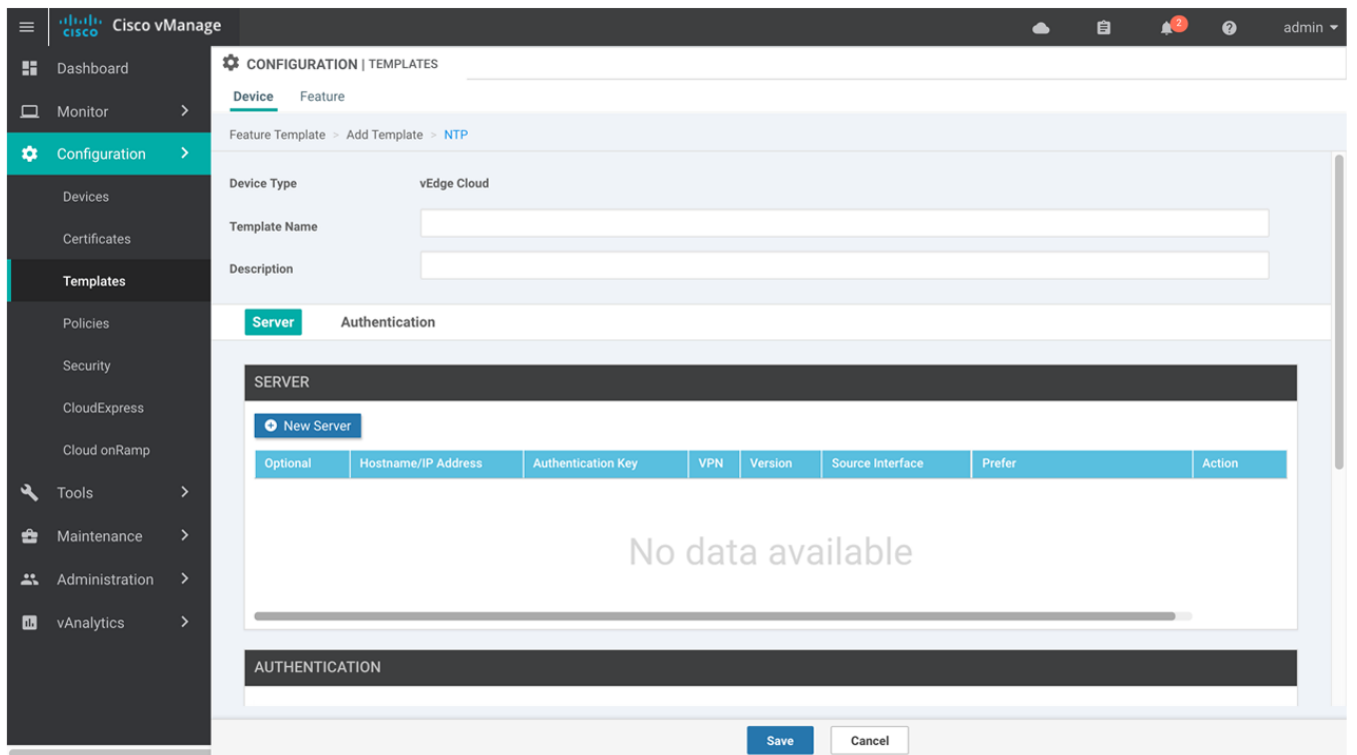 cisco Cisco vManage
2
admin
Dashboard
Monitor
Configuration
Devices
Certificates
Templates
Policies
Security
CloudExpress
Cloud onRamp
Tools
Maintenance
Administration
vAnalytics
CONFIGURATION | TEMPLATES
Device Feature
Feature Template > Add Template > NTP
Device Type vEdge Cloud
Template Name
Description
Server Authentication
SERVER
New Server
Optional Hostname/IP Address Authentication Key VPN Version Source Interface Prefer Action
No data available
AUTHENTICATION
Save Cancel